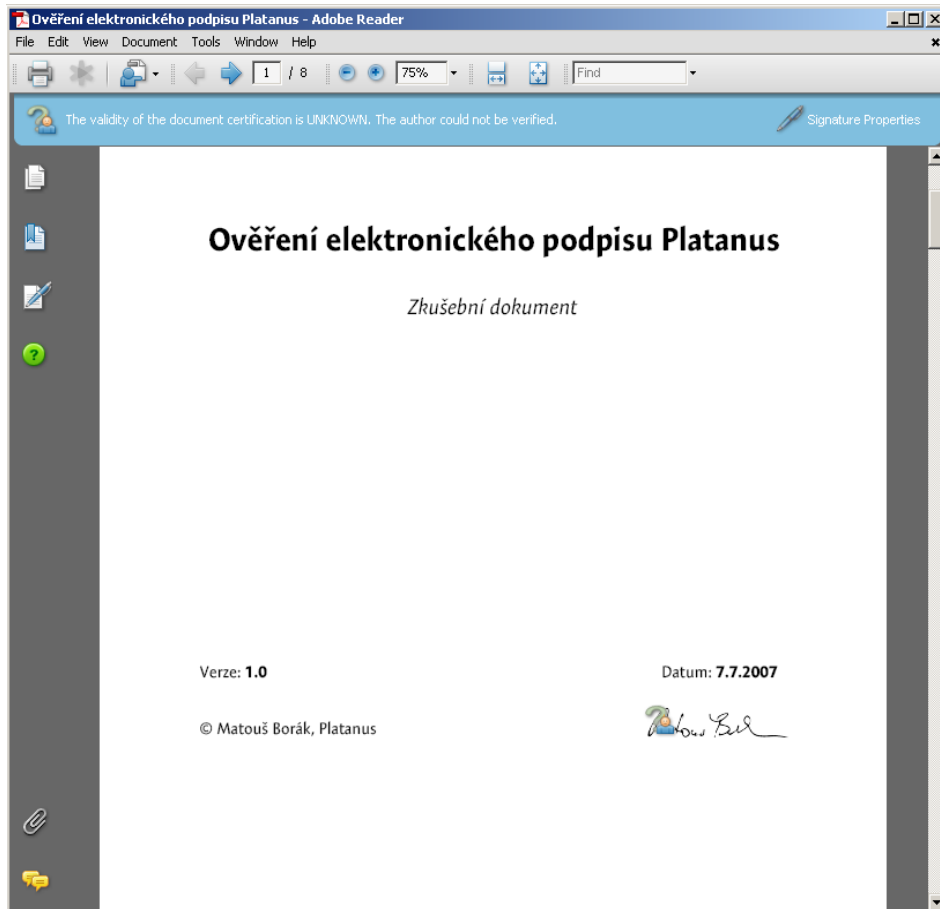 Ověření elektronického podpisu Platanus - Adobe Reader
File Edit View Document Tools Window Help
1 / 8 75% Find
The validity of the document certification is UNKNOWN. The author could not be verified. Signature Properties
Ověření elektronického podpisu Platanus
Zkušební dokument
Verze: 1.0 Datum: 7.7.2007
© Matouš Borák, Platanus